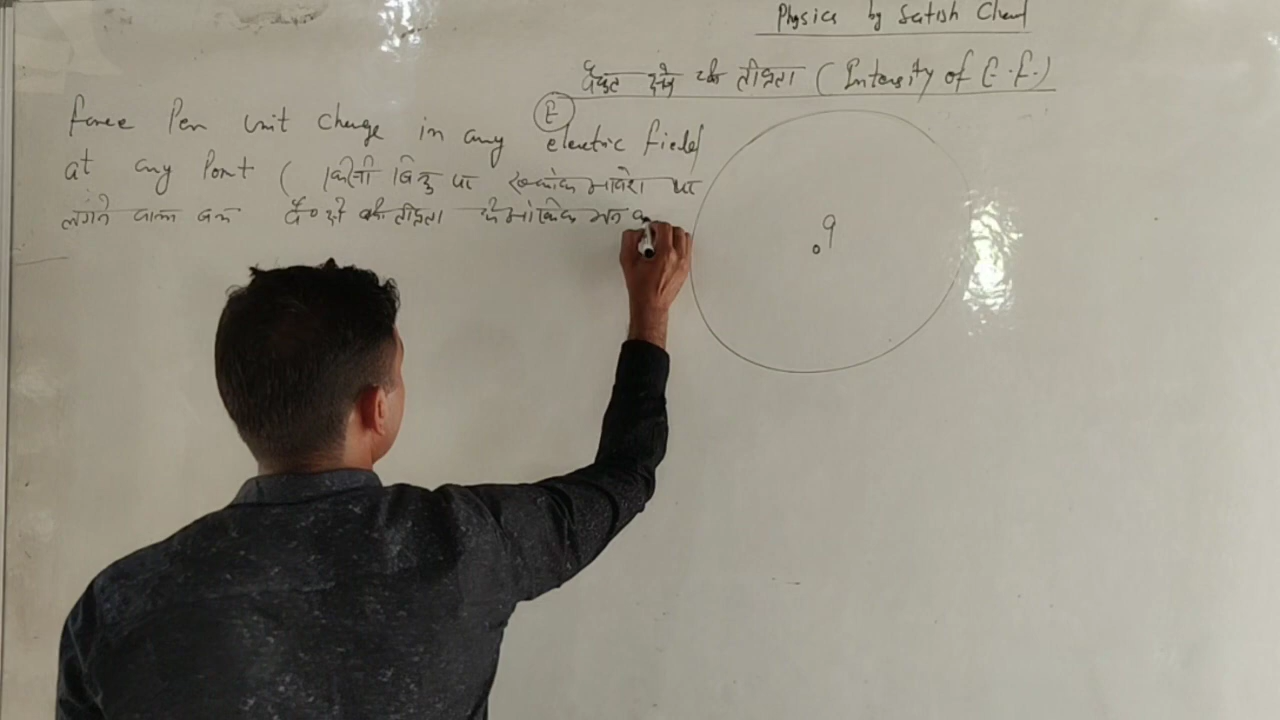 Physics by Satish Chand
वैद्युत क्षेत्र की तीव्रता ( Intensity of E.F.)
E
force Per unit charge in any electric field
at any Point ( किसी बिन्दु पर एकांक आवेश पर
लगने वाला बल वै० क्षे० की तीव्रता के
q